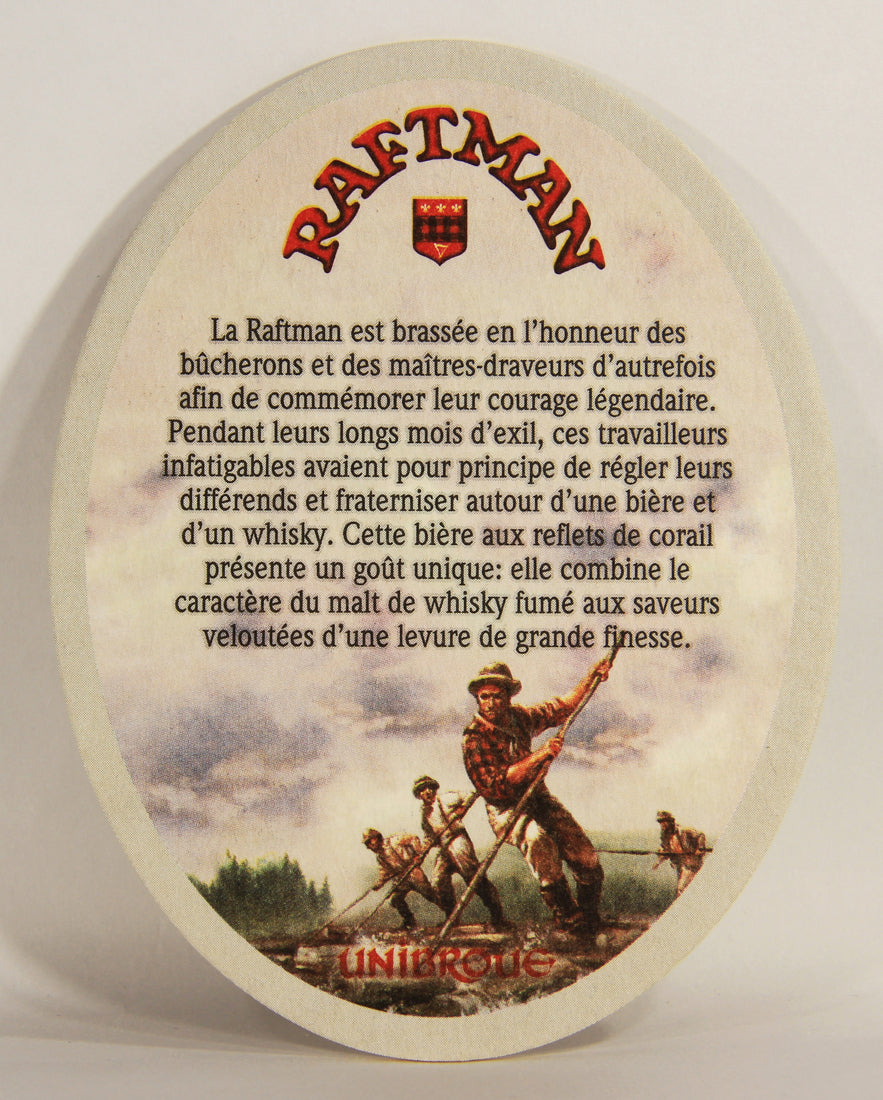 RAFTMAN
La Raftman est brassée en l'honneur des
bûcherons et des maîtres-draveurs d'autrefois
afin de commémorer leur courage légendaire.
Pendant leurs longs mois d'exil, ces travailleurs
infatigables avaient pour principe de régler leurs
différends et fraterniser autour d'une bière et
d'un whisky. Cette bière aux reflets de corail
présente un goût unique: elle combine le
caractère du malt de whisky fumé aux saveurs
veloutées d'une levure de grande finesse.
UNIBROUE